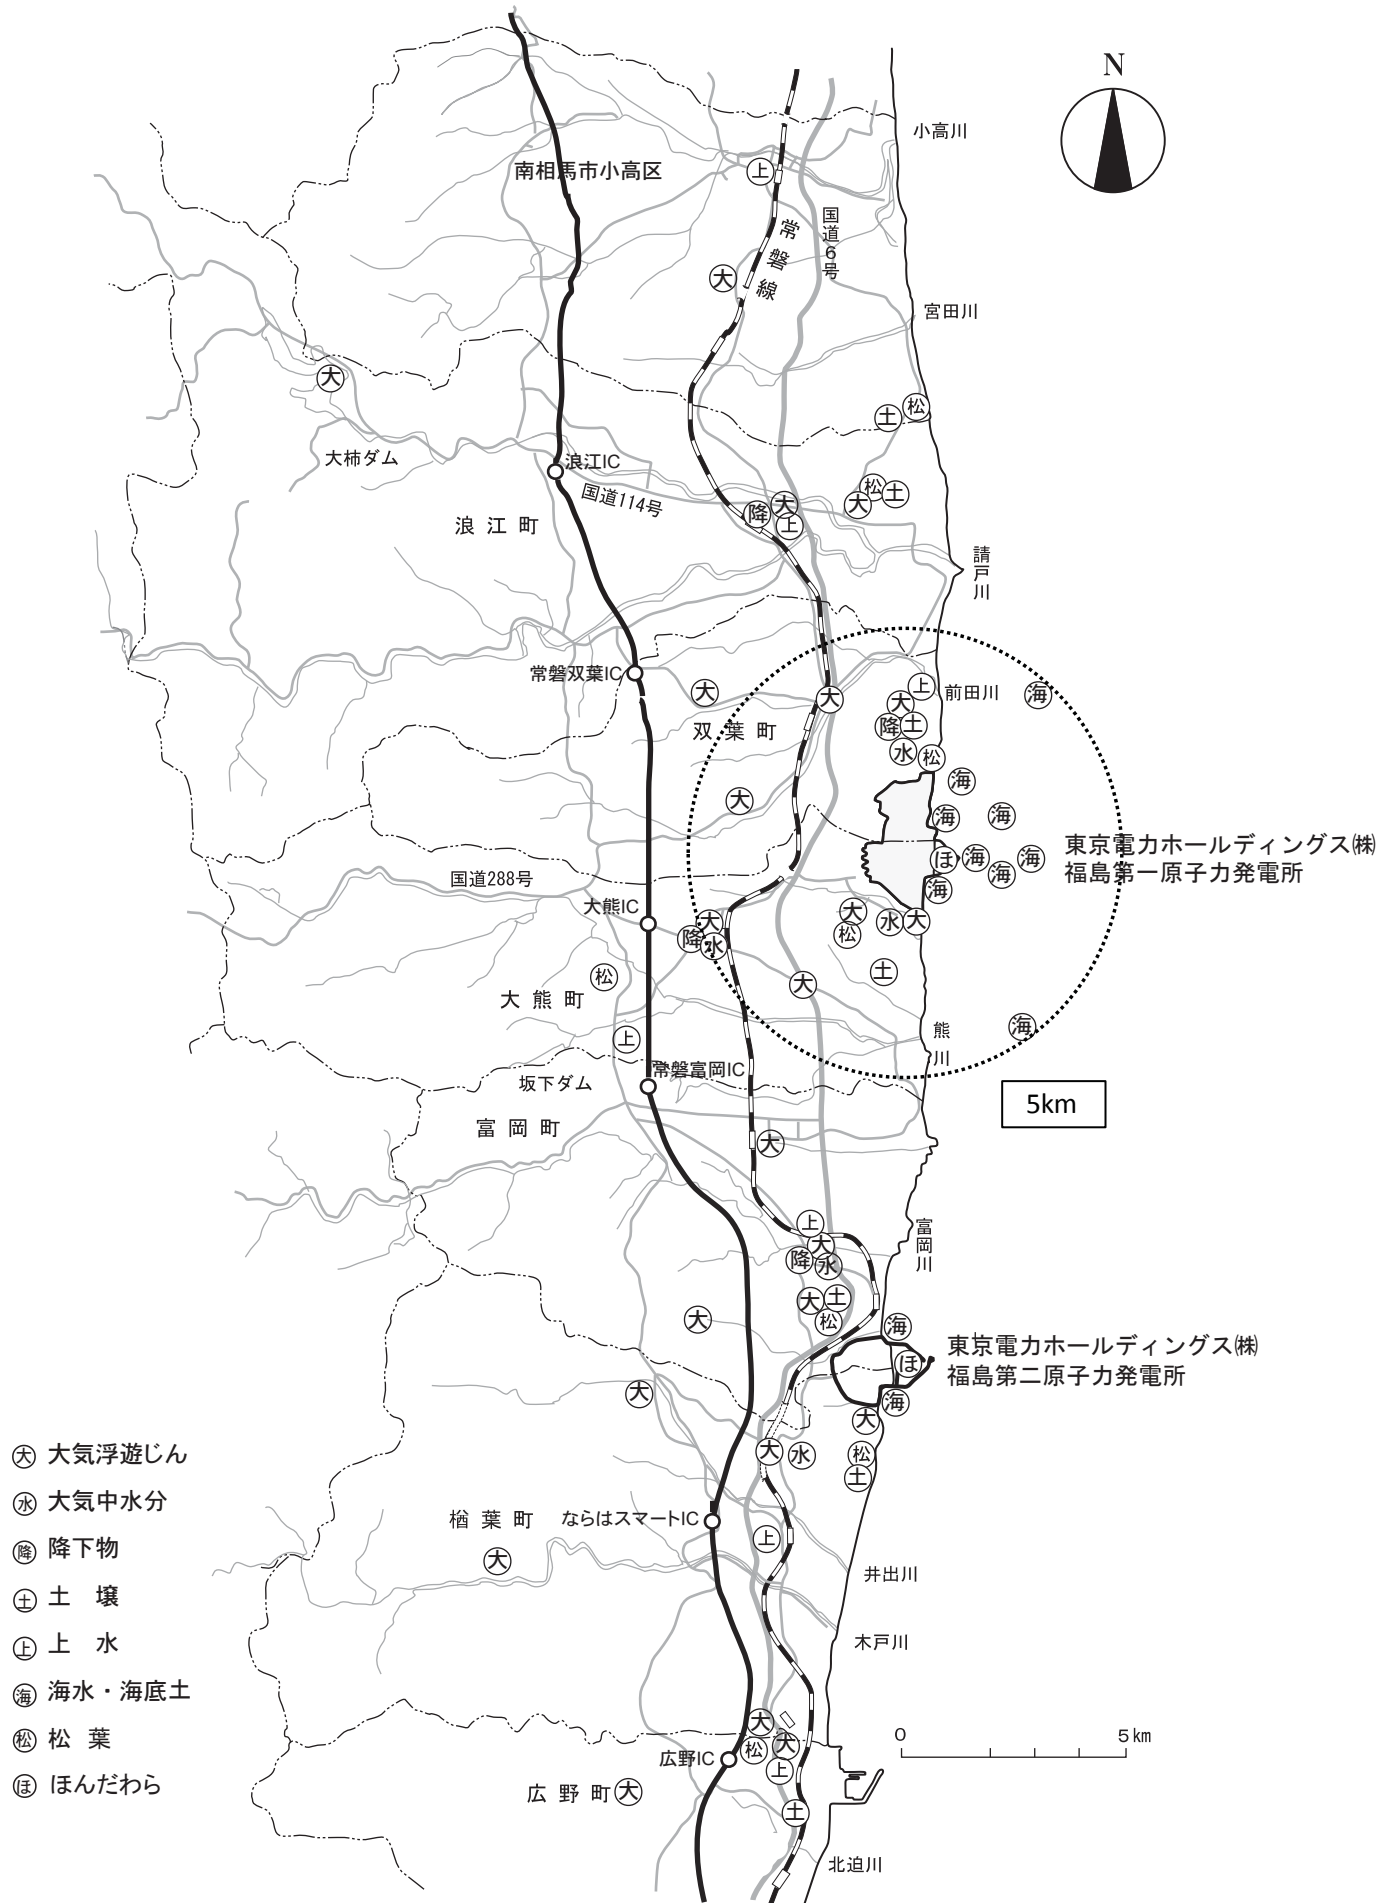 N
小高川
南相馬市小高区
上
国道6号
常磐線
大
宮田川
大
松
土
大柿ダム
浪江IC
国道114号
松
土
大
大
降
上
浪江町
請戸川
常磐双葉IC
大
上
前田川
海
大
大
双葉町
降
土
水
松
海
大
海
海
東京電力ホールディングス㈱
福島第一原子力発電所
ほ
海
海
海
海
国道288号
大熊IC
大
降
水
大
松
水
大
松
大熊町
土
大
上
熊川
海
常磐富岡IC
坂下ダム
5km
富岡町
大
上
大
降
水
富岡川
大
土
松
大
海
東京電力ホールディングス㈱
福島第二原子力発電所
ほ
大
海
大
大
水
松
土
楢葉町
ならはスマートIC
上
大
井出川
木戸川
大
大
松
上
広野IC
広野町
大
土
北迫川
0
5km
大 大気浮遊じん
水 大気中水分
降 降下物
土 土 壌
上 上 水
海 海水・海底土
松 松 葉
ほ ほんだわら